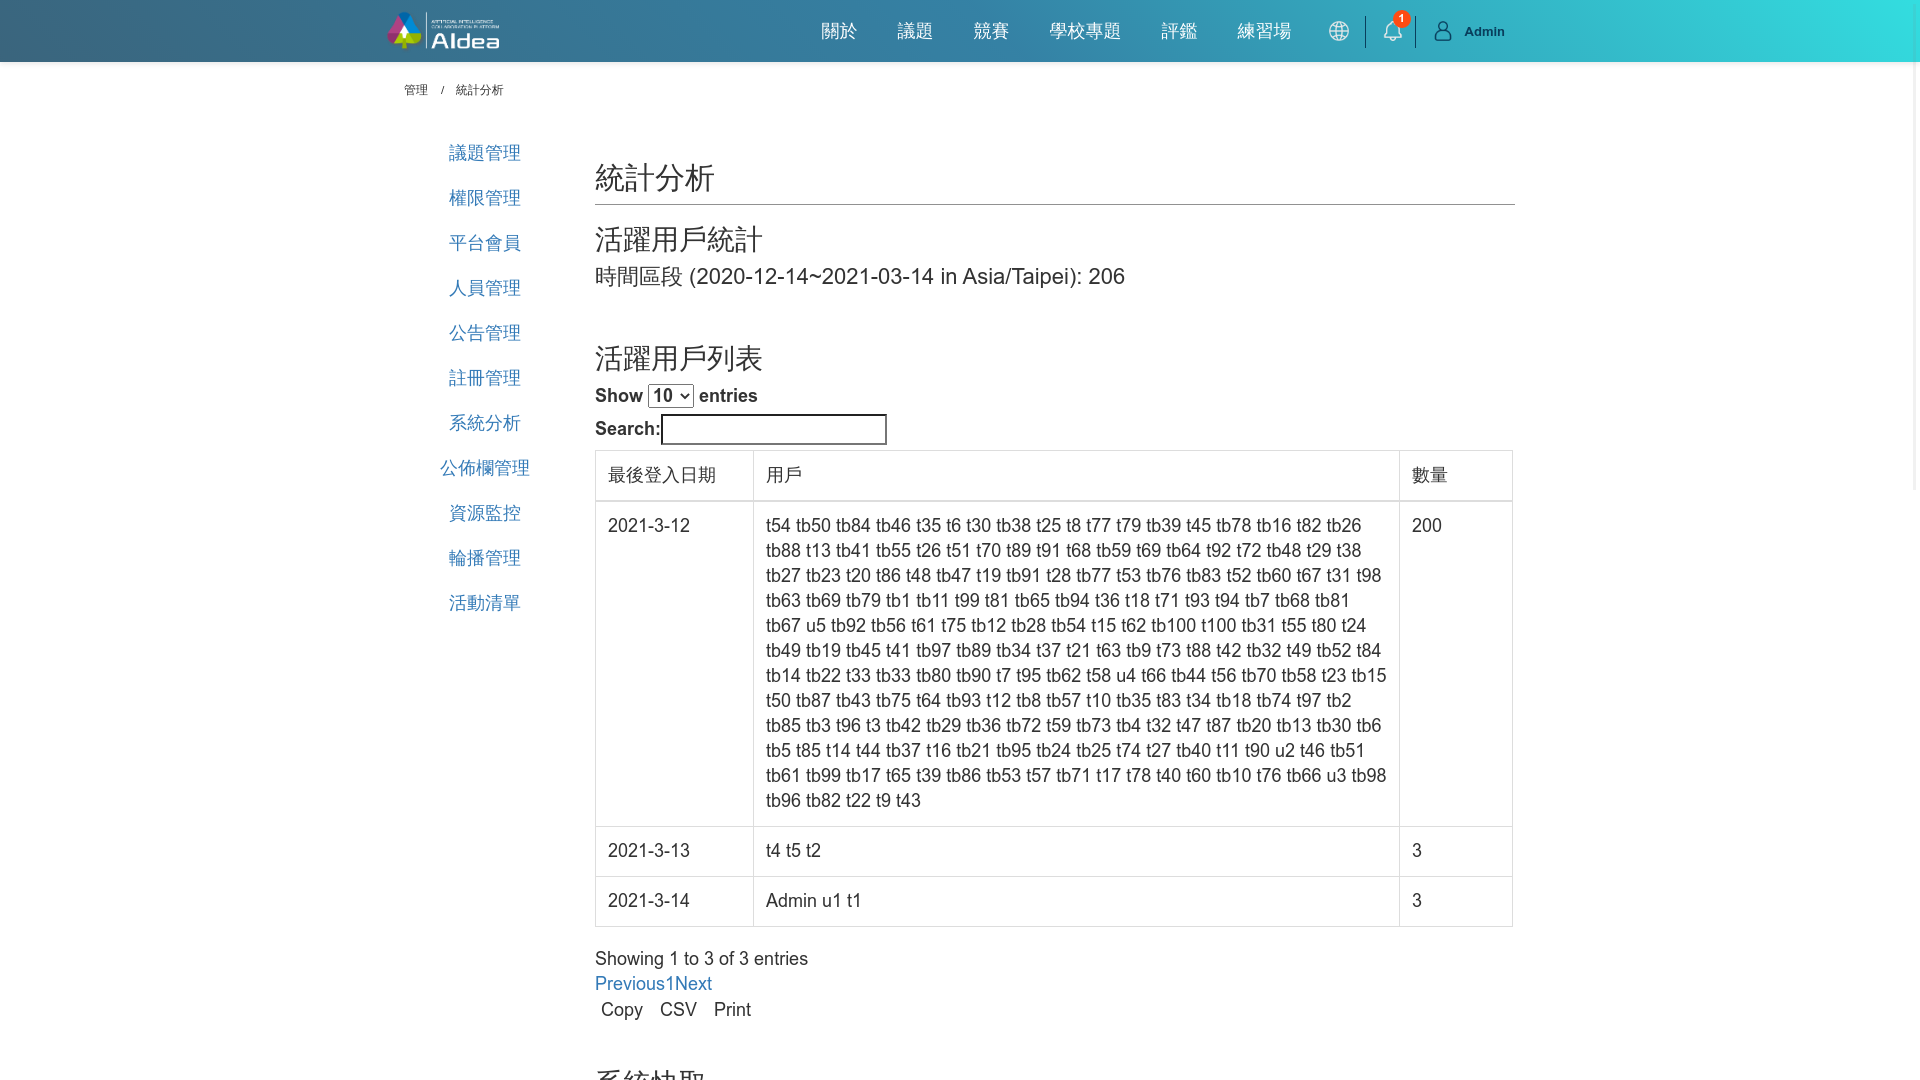 ARTIFICIAL INTELLIGENCE
COLLABORATION PLATFORM
AIdea
關於 議題 競賽 學校專題 評鑑 練習場 1 Admin
管理 / 統計分析
議題管理
權限管理
平台會員
人員管理
公告管理
註冊管理
系統分析
公佈欄管理
資源監控
輪播管理
活動清單
統計分析
活躍用戶統計
時間區段 (2020-12-14~2021-03-14 in Asia/Taipei): 206
活躍用戶列表
Show 10 entries
Search:
最後登入日期 用戶 數量
2021-3-12 t54 tb50 tb84 tb46 t35 t6 t30 tb38 t25 t8 t77 t79 tb39 t45 tb78 tb16 t82 tb26 200
tb88 t13 tb41 tb55 t26 t51 t70 t89 t91 t68 tb59 t69 tb64 t92 t72 tb48 t29 t38
tb27 tb23 t20 t86 t48 tb47 t19 tb91 t28 tb77 t53 tb76 tb83 t52 tb60 t67 t31 t98
tb63 tb69 tb79 tb1 tb11 t99 t81 tb65 tb94 t36 t18 t71 t93 t94 tb7 tb68 tb81
tb67 u5 tb92 tb56 t61 t75 tb12 tb28 tb54 t15 t62 tb100 t100 tb31 t55 t80 t24
tb49 tb19 tb45 t41 tb97 tb89 tb34 t37 t21 t63 tb9 t73 t88 t42 tb32 t49 tb52 t84
tb14 tb22 t33 tb33 tb80 tb90 t7 t95 tb62 t58 u4 t66 tb44 t56 tb70 tb58 t23 tb15
t50 tb87 tb43 tb75 t64 tb93 t12 tb8 tb57 t10 tb35 t83 t34 tb18 tb74 t97 tb2
tb85 tb3 t96 t3 tb42 tb29 tb36 tb72 t59 tb73 tb4 t32 t47 t87 tb20 tb13 tb30 tb6
tb5 t85 t14 t44 tb37 t16 tb21 tb95 tb24 tb25 t74 t27 tb40 t11 t90 u2 t46 tb51
tb61 tb99 tb17 t65 t39 tb86 tb53 t57 tb71 t17 t78 t40 t60 tb10 t76 tb66 u3 tb98
tb96 tb82 t22 t9 t43
2021-3-13 t4 t5 t2 3
2021-3-14 Admin u1 t1 3
Showing 1 to 3 of 3 entries
Previous1Next
Copy CSV Print
系統快取